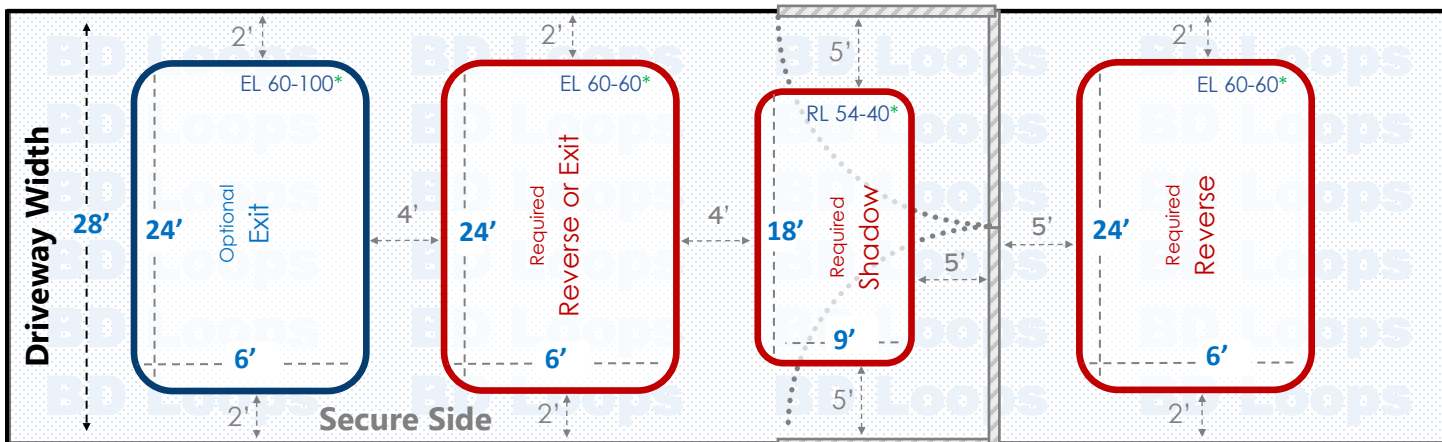 Driveway Width
28'
2'
EL 60-100*
24'
Optional
Exit
6'
2'
4'
2'
EL 60-60*
24'
Required
Reverse or Exit
6'
2'
4'
5'
RL 54-40*
18'
Required
Shadow
9'
5'
5'
5'
2'
EL 60-60*
24'
Required
Reverse
6'
2'
Secure Side
BD Loops